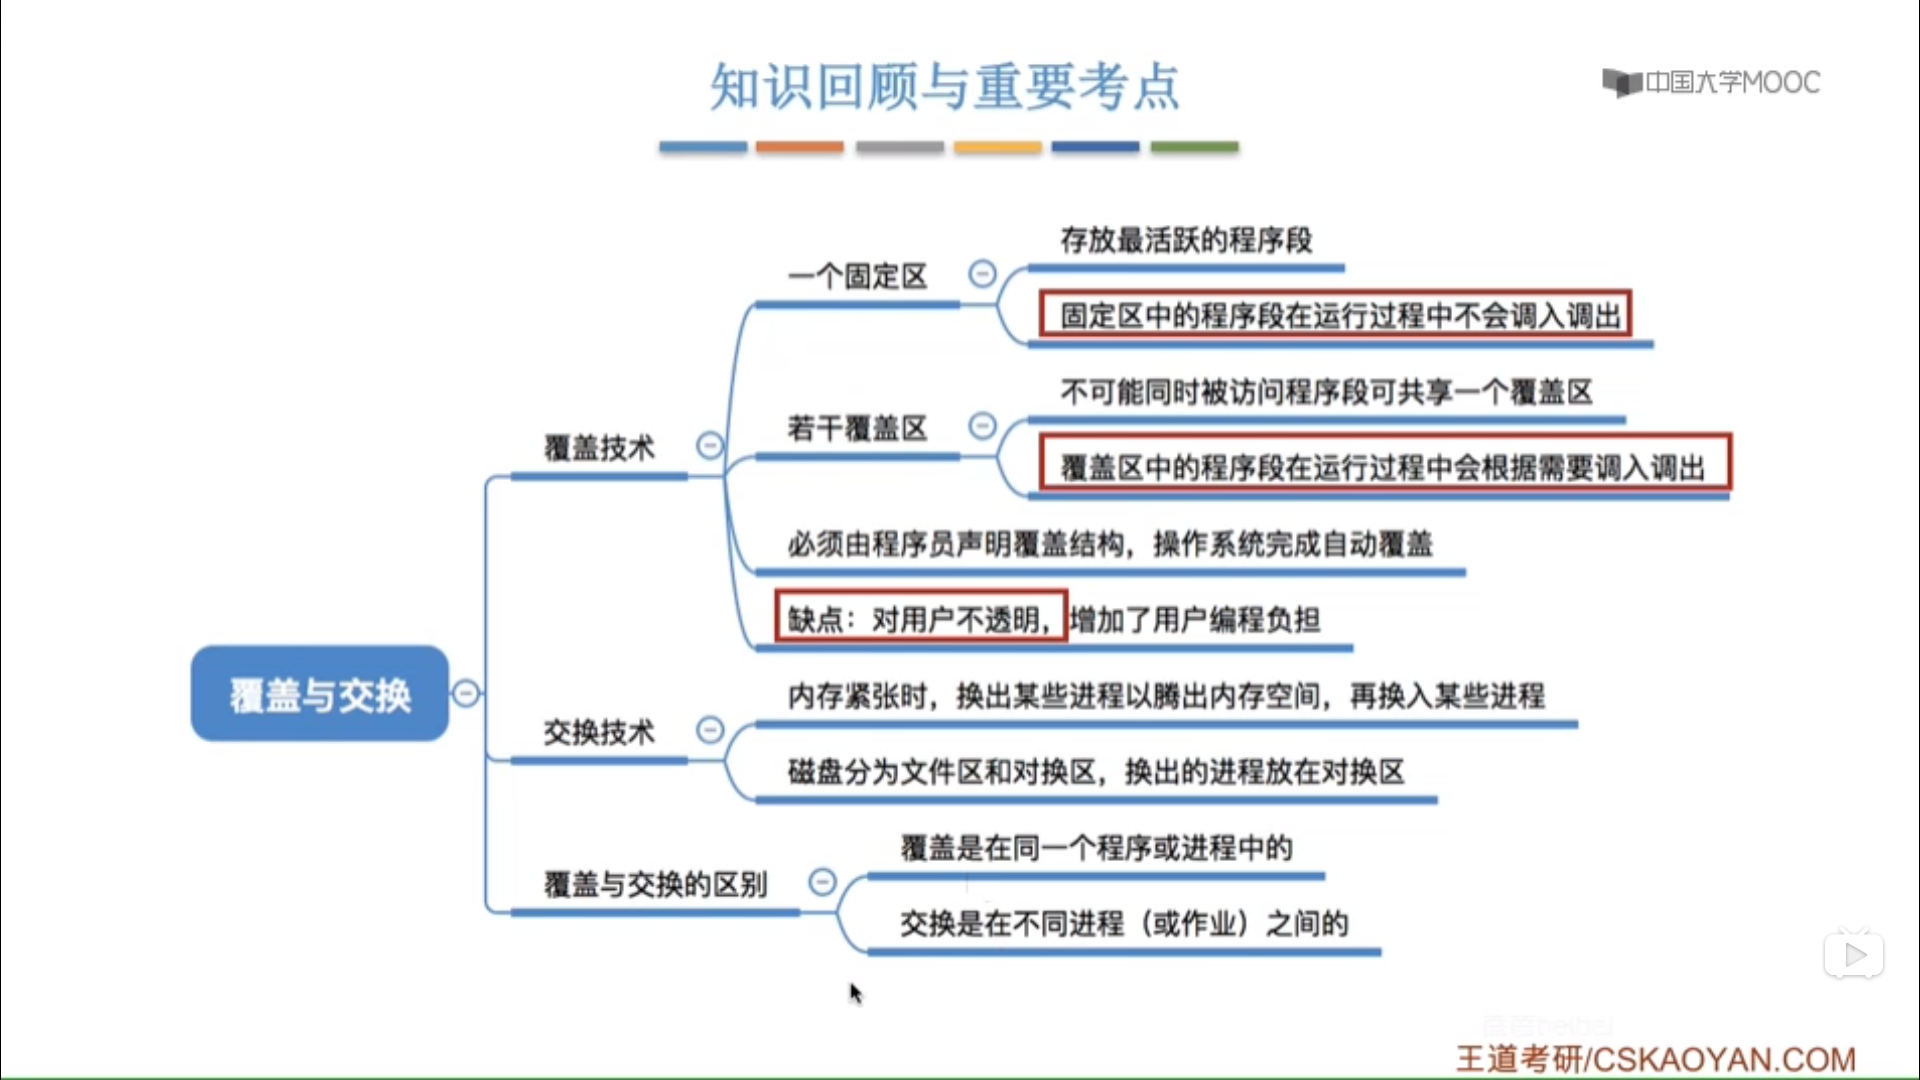 知识回顾与重要考点
中国大学MOOC
覆盖与交换
覆盖技术
一个固定区
存放最活跃的程序段
固定区中的程序段在运行过程中不会调入调出
若干覆盖区
不可能同时被访问程序段可共享一个覆盖区
覆盖区中的程序段在运行过程中会根据需要调入调出
必须由程序员声明覆盖结构，操作系统完成自动覆盖
缺点：对用户不透明，增加了用户编程负担
交换技术
内存紧张时，换出某些进程以腾出内存空间，再换入某些进程
磁盘分为文件区和对换区，换出的进程放在对换区
覆盖与交换的区别
覆盖是在同一个程序或进程中的
交换是在不同进程（或作业）之间的
王道考研/CSKAOYAN.COM